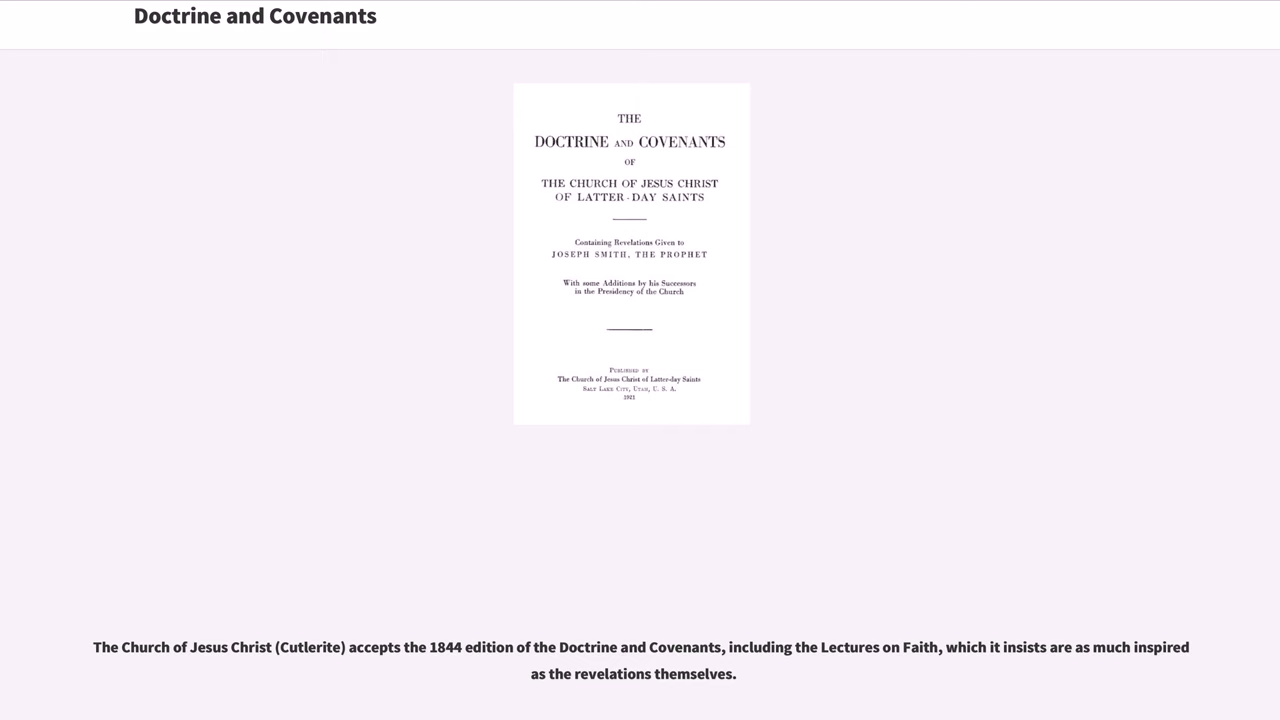 Doctrine and Covenants
THE
DOCTRINE AND COVENANTS
OF
THE CHURCH OF JESUS CHRIST
OF LATTER-DAY SAINTS
Containing Revelations Given to
JOSEPH SMITH, THE PROPHET
With some Additions by his Successors
in the Presidency of the Church
PUBLISHED BY
The Church of Jesus Christ of Latter-day Saints
SALT LAKE CITY, UTAH, U. S. A.
1921
The Church of Jesus Christ (Cutlerite) accepts the 1844 edition of the Doctrine and Covenants, including the Lectures on Faith, which it insists are as much inspired
as the revelations themselves.